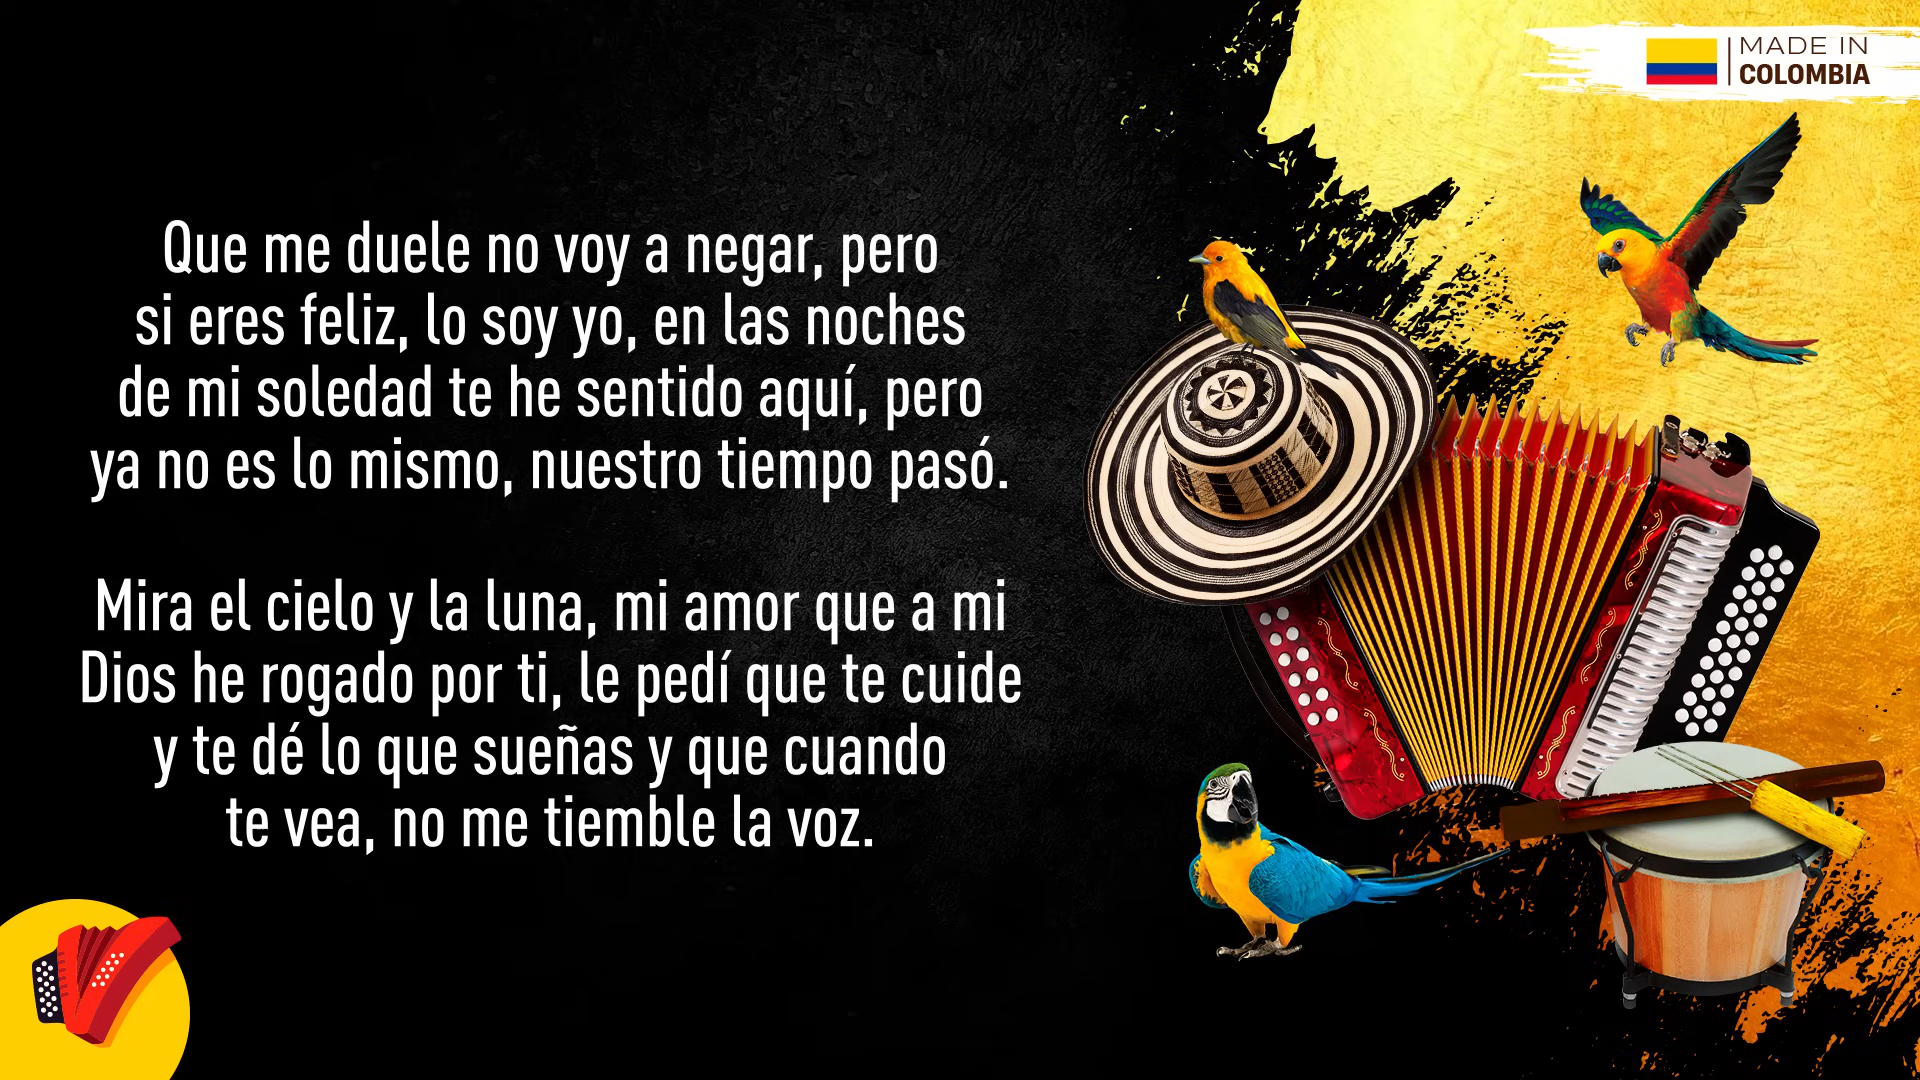 MADE IN
COLOMBIA
Que me duele no voy a negar, pero
si eres feliz, lo soy yo, en las noches
de mi soledad te he sentido aquí, pero
ya no es lo mismo, nuestro tiempo pasó.
Mira el cielo y la luna, mi amor que a mi
Dios he rogado por ti, le pedí que te cuide
y te dé lo que sueñas y que cuando
te vea, no me tiemble la voz.